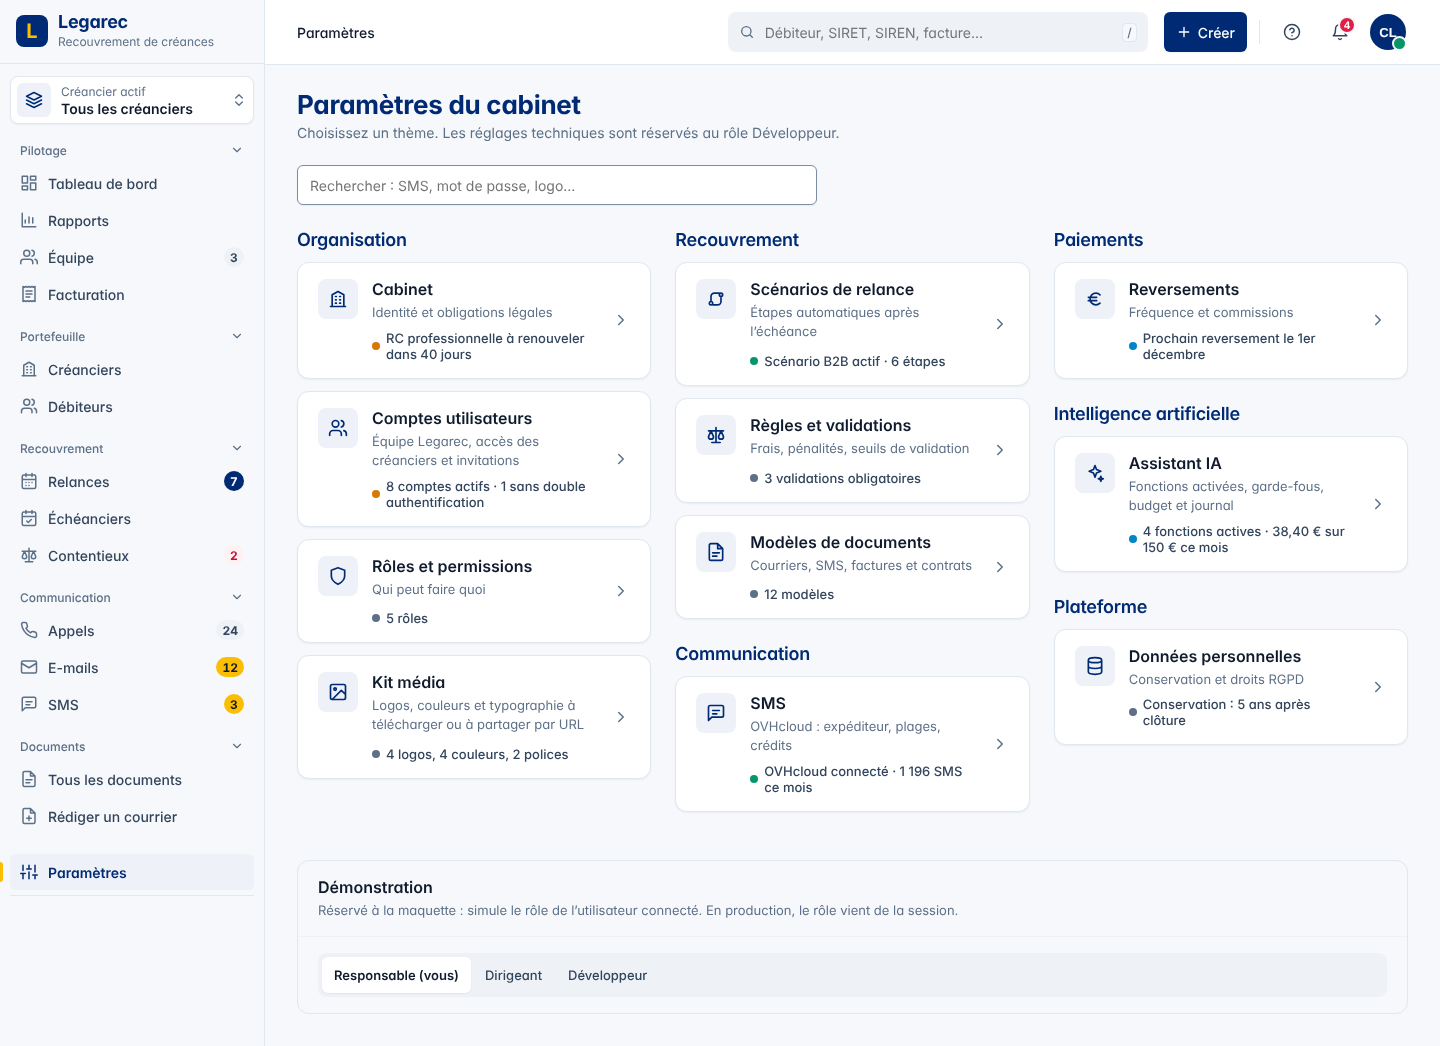 L
Legarec
Recouvrement de créances
Créancier actif
Tous les créanciers
Pilotage
Tableau de bord
Rapports
Équipe 3
Facturation
Portefeuille
Créanciers
Débiteurs
Recouvrement
Relances 7
Échéanciers
Contentieux 2
Communication
Appels 24
E-mails 12
SMS 3
Documents
Tous les documents
Rédiger un courrier
Paramètres
Paramètres
Débiteur, SIRET, SIREN, facture... /
Créer
4
CL
Paramètres du cabinet
Choisissez un thème. Les réglages techniques sont réservés au rôle Développeur.
Rechercher : SMS, mot de passe, logo...
Organisation
Cabinet
Identité et obligations légales
RC professionnelle à renouveler
dans 40 jours
Comptes utilisateurs
Équipe Legarec, accès des
créanciers et invitations
8 comptes actifs · 1 sans double
authentification
Rôles et permissions
Qui peut faire quoi
5 rôles
Kit média
Logos, couleurs et typographie à
télécharger ou à partager par URL
4 logos, 4 couleurs, 2 polices
Recouvrement
Scénarios de relance
Étapes automatiques après
l'échéance
Scénario B2B actif · 6 étapes
Règles et validations
Frais, pénalités, seuils de validation
3 validations obligatoires
Modèles de documents
Courriers, SMS, factures et contrats
12 modèles
Communication
SMS
OVHcloud : expéditeur, plages,
crédits
OVHcloud connecté · 1 196 SMS
ce mois
Paiements
Reversements
Fréquence et commissions
Prochain reversement le 1er
décembre
Intelligence artificielle
Assistant IA
Fonctions activées, garde-fous,
budget et journal
4 fonctions actives · 38,40 € sur
150 € ce mois
Plateforme
Données personnelles
Conservation et droits RGPD
Conservation : 5 ans après
clôture
Démonstration
Réservé à la maquette : simule le rôle de l'utilisateur connecté. En production, le rôle vient de la session.
Responsable (vous) Dirigeant Développeur